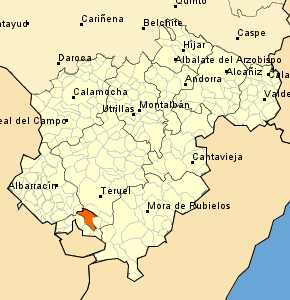 Quinto
atayud
Cariñena
Belchite
Caspe
Híjar
Daroca
Albalate del Arzobispo
Alcañiz
Cala
Andorra
Calamocha
Valde
Utrillas
Montalbán
eal del Campo
Cantavieja
Albarracín
Teruel
Mora de Rubielos